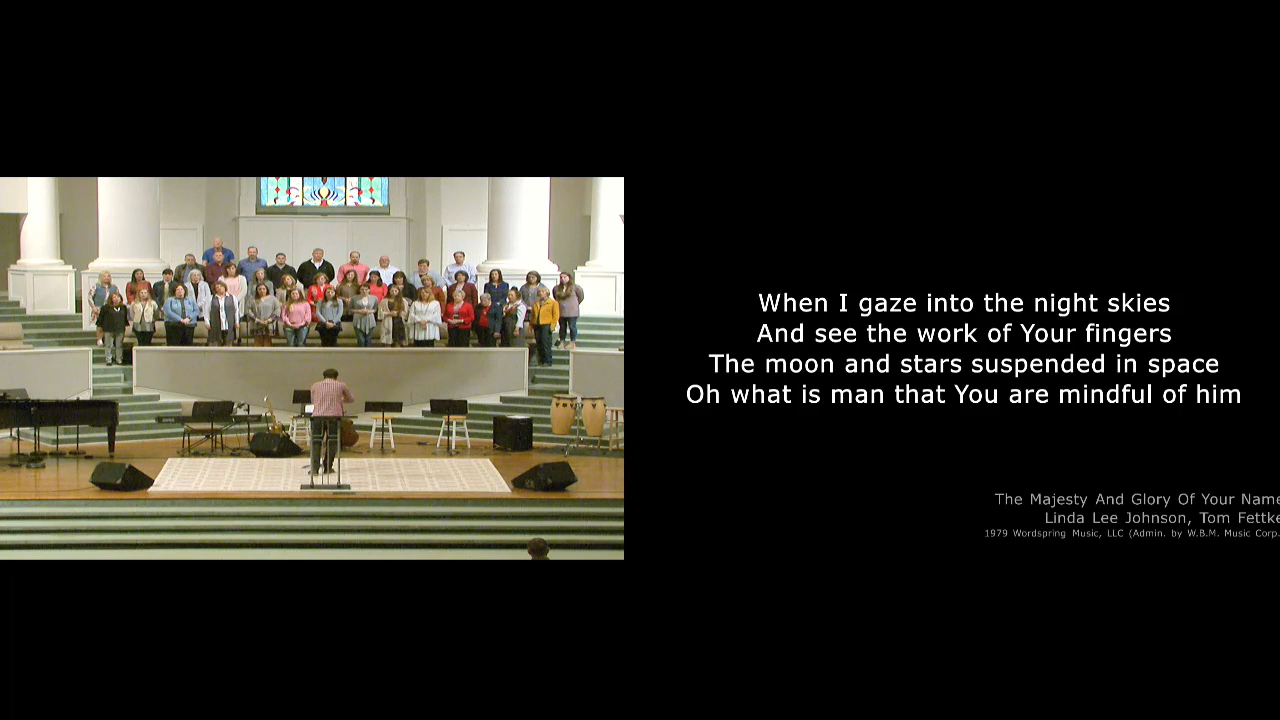 When I gaze into the night skies
And see the work of Your fingers
The moon and stars suspended in space
Oh what is man that You are mindful of him
The Majesty And Glory Of Your Name
Linda Lee Johnson, Tom Fettke
1979 Wordspring Music, LLC (Admin. by W.B.M. Music Corp.